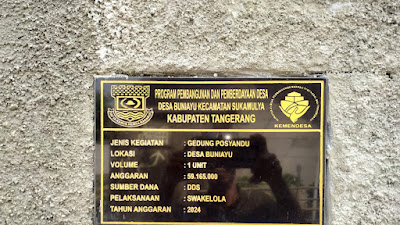 PROGRAM PEMBANGUNAN DAN PEMBERDAYAAN DESA
DESA BUNIAYU KECAMATAN SUKAMULYA
KABUPATEN TANGERANG
KEMENDESA
JENIS KEGIATAN : GEDUNG POSYANDU
LOKASI : DESA BUNIAYU
VOLUME : 1 UNIT
ANGGARAN : 59.165.000
SUMBER DANA : DDS
PELAKSANAAN : SWAKELOLA
TAHUN ANGGARAN : 2024